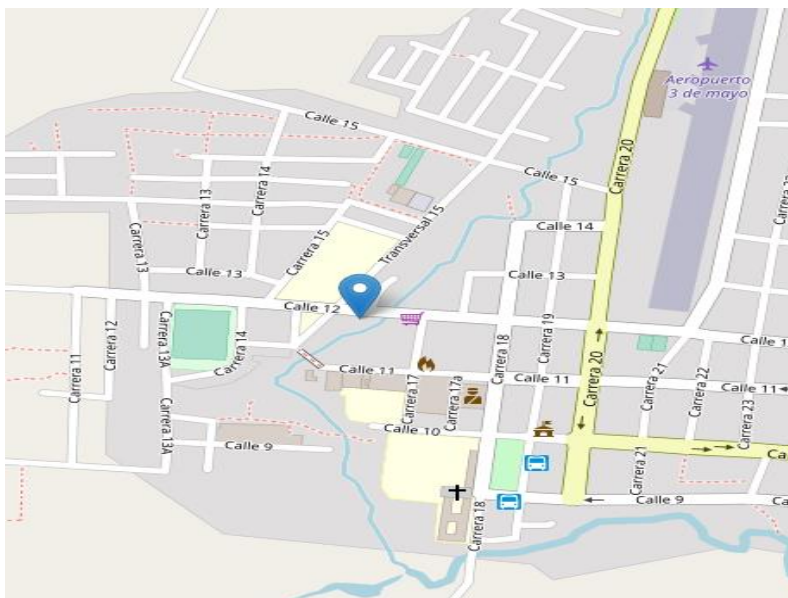 Aeropuerto
3 de mayo
Calle 15
Calle 15
Carrera 20
Carrera 14
Carrera 13
Carrera 15
Transversal 15
Calle 14
Carrera 13
Calle 13
Calle 13
Calle 12
Carrera 12
Carrera 11
Carrera 13A
Carrera 14
Carrera 18
Carrera 19
Carrera 20
Carrera 21
Carrera 22
Carrera 23
Calle 11
Calle 11
Calle 11
Carrera 17
Carrera 17a
Calle 10
Carrera 13A
Calle 9
Carrera 21
Calle 9
Carrera 18